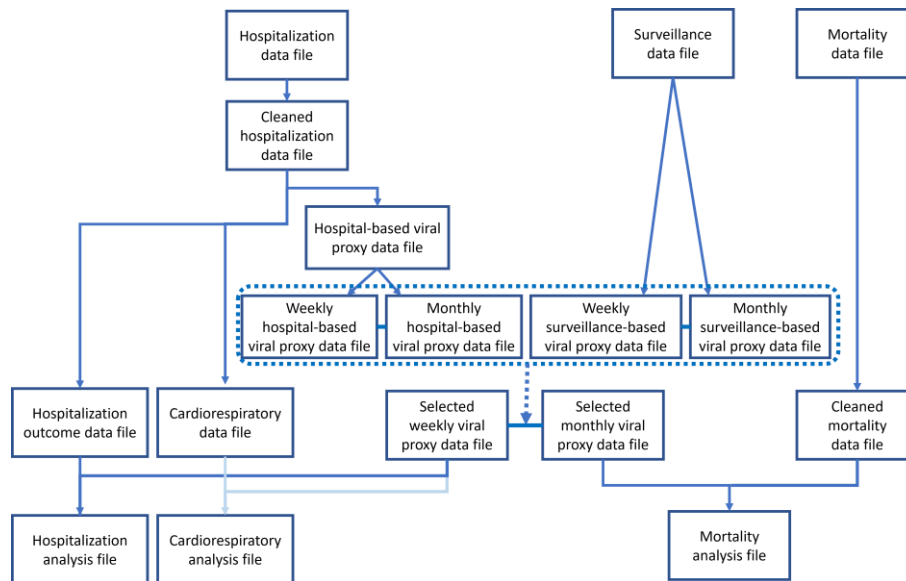 Hospitalization
data file
Surveillance
data file
Mortality
data file
Cleaned
hospitalization
data file
Hospital-based viral
proxy data file
Weekly
hospital-based
viral proxy data file
Monthly
hospital-based
viral proxy data file
Weekly
surveillance-based
viral proxy data file
Monthly
surveillance-based
viral proxy data file
Hospitalization
outcome data file
Cardiorespiratory
data file
Selected
weekly viral
proxy data file
Selected
monthly viral
proxy data file
Cleaned
mortality
data file
Hospitalization
analysis file
Cardiorespiratory
analysis file
Mortality
analysis file